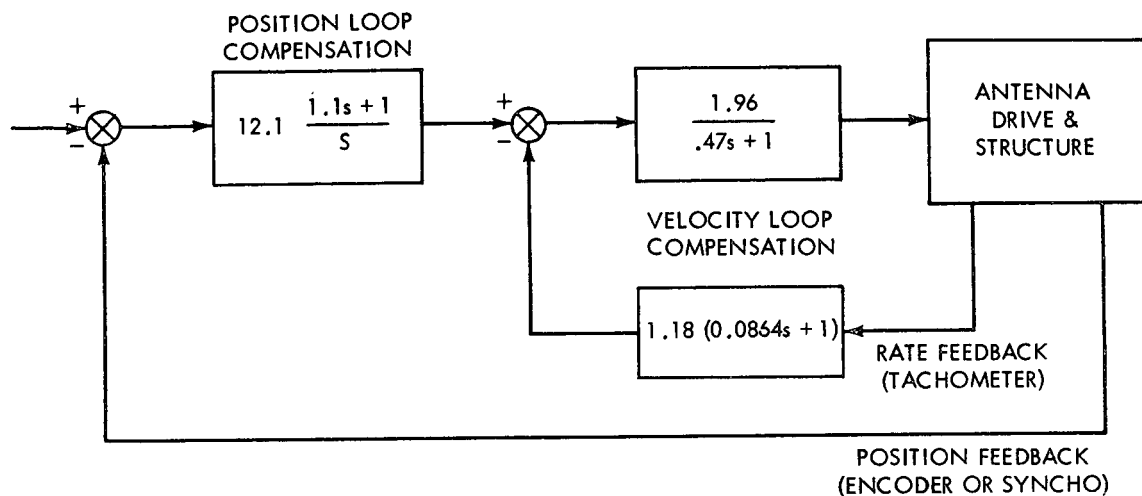 POSITION LOOP
COMPENSATION
+
−
12.1 1.1s + 1
S
+
−
1.96
.47s + 1
ANTENNA
DRIVE &
STRUCTURE
VELOCITY LOOP
COMPENSATION
1.18 (0.0864s + 1)
RATE FEEDBACK
(TACHOMETER)
POSITION FEEDBACK
(ENCODER OR SYNCHO)